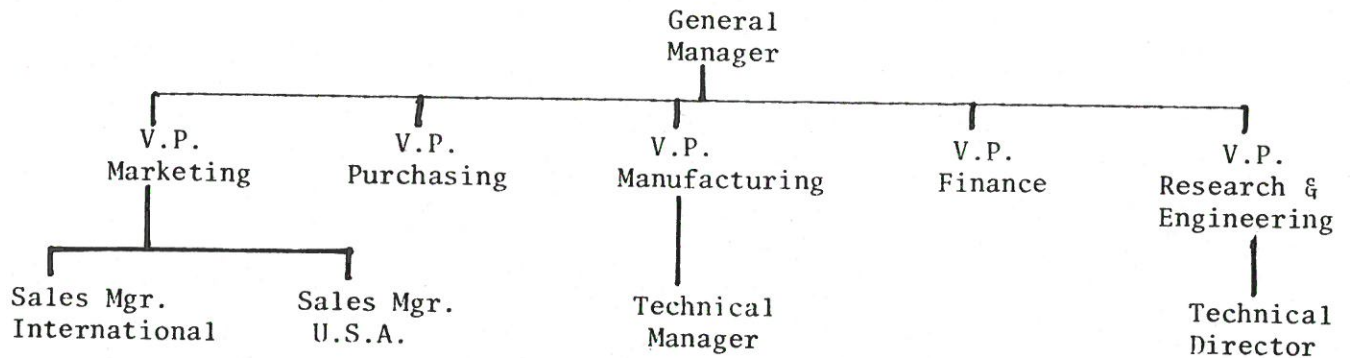 General
Manager
V.P.
Marketing
V.P.
Purchasing
V.P.
Manufacturing
V.P.
Finance
V.P.
Research &
Engineering
Sales Mgr.
International
Sales Mgr.
U.S.A.
Technical
Manager
Technical
Director